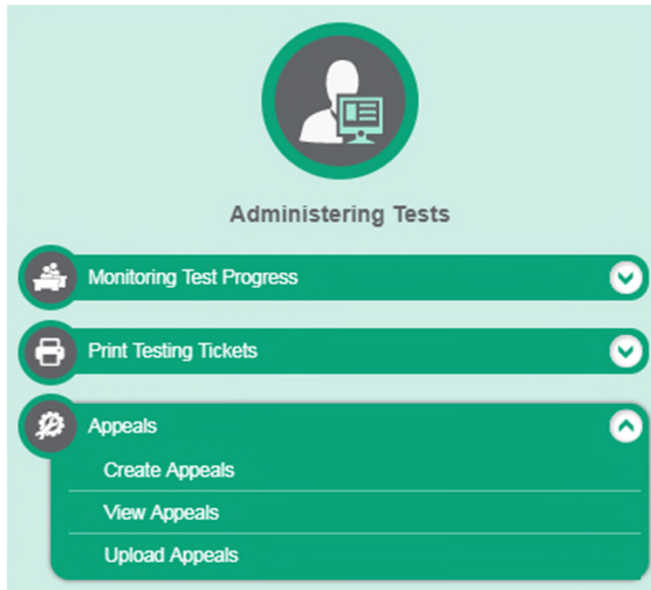 Administering Tests
Monitoring Test Progress
Print Testing Tickets
Appeals
Create Appeals
View Appeals
Upload Appeals